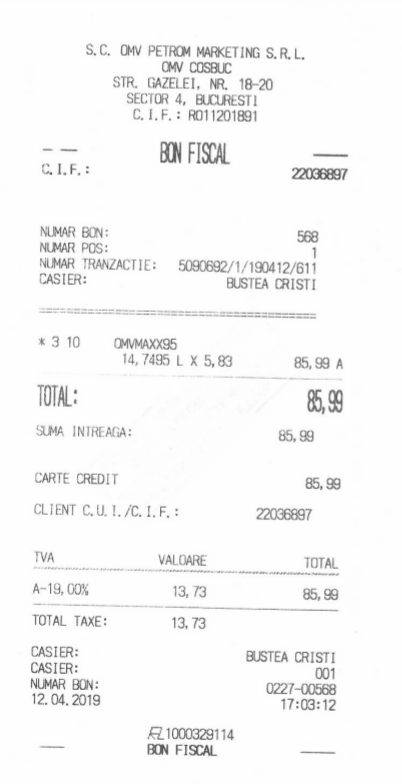 S.C. OMV PETROM MARKETING S.R.L.
OMV COSBUC
STR. GAZELEI, NR. 18-20
SECTOR 4, BUCURESTI
C.I.F.: RO11201891
BON FISCAL
C.I.F.: 22036897
NUMAR BON: 568
NUMAR POS: 1
NUMAR TRANZACTIE: 5090692/1/190412/611
CASIER: BUSTEA CRISTI
* 3 10 OMVMAXX95
14,7495 L X 5,83 85,99 A
TOTAL: 85,99
SUMA INTREAGA: 85,99
CARTE CREDIT 85,99
CLIENT C.U.I./C.I.F.: 22036897
TVA VALOARE TOTAL
A-19,00% 13,73 85,99
TOTAL TAXE: 13,73
CASIER: BUSTEA CRISTI
CASIER: 001
NUMAR BON: 0227-00568
12.04.2019 17:03:12
1000329114
BON FISCAL